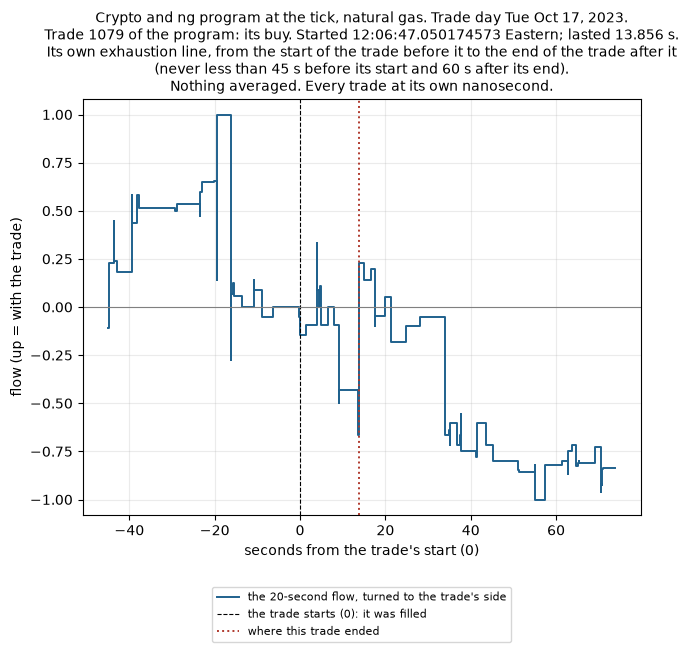 Crypto and ng program at the tick, natural gas. Trade day Tue Oct 17, 2023.
Trade 1079 of the program: its buy. Started 12:06:47.050174573 Eastern; lasted 13.856 s.
Its own exhaustion line, from the start of the trade before it to the end of the trade after it
(never less than 45 s before its start and 60 s after its end).
Nothing averaged. Every trade at its own nanosecond.
1.00
0.75
0.50
0.25
0.00
−0.25
−0.50
−0.75
−1.00
flow (up = with the trade)
−40
−20
0
20
40
60
seconds from the trade's start (0)
the 20-second flow, turned to the trade's side
the trade starts (0): it was filled
where this trade ended